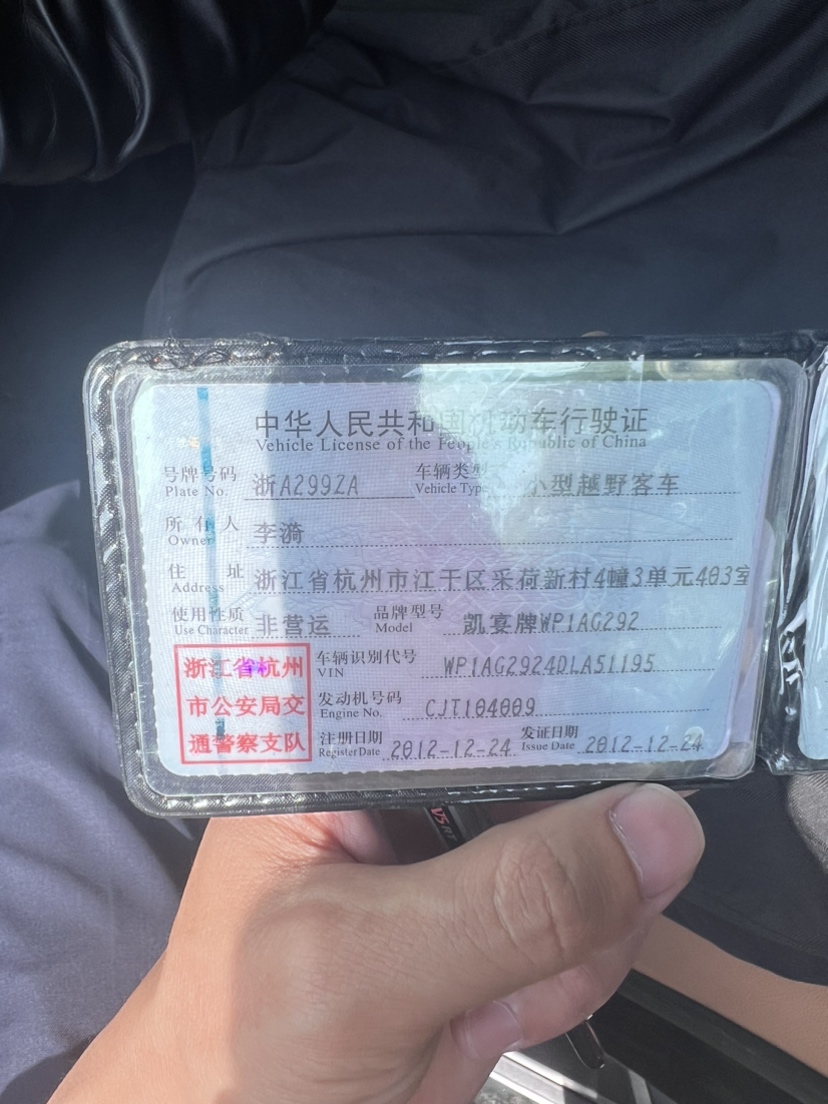 中华人民共和国机动车行驶证
Vehicle License of the People's Republic of China
号牌号码 浙A299ZA 车辆类型 小型越野客车
Plate No. Vehicle Type
所有人 李漪
Owner
住址 浙江省杭州市江干区采荷新村4幢3单元403室
Address
使用性质 非营运 品牌型号 凯宴牌WP1AG292
Use Character Model
浙江省杭州
市公安局交
通警察支队
车辆识别代号 WP1AG2924DLA51195
VIN
发动机号码 CJT104009
Engine No.
注册日期 2012-12-24 发证日期 2012-12-24
Register Date Issue Date